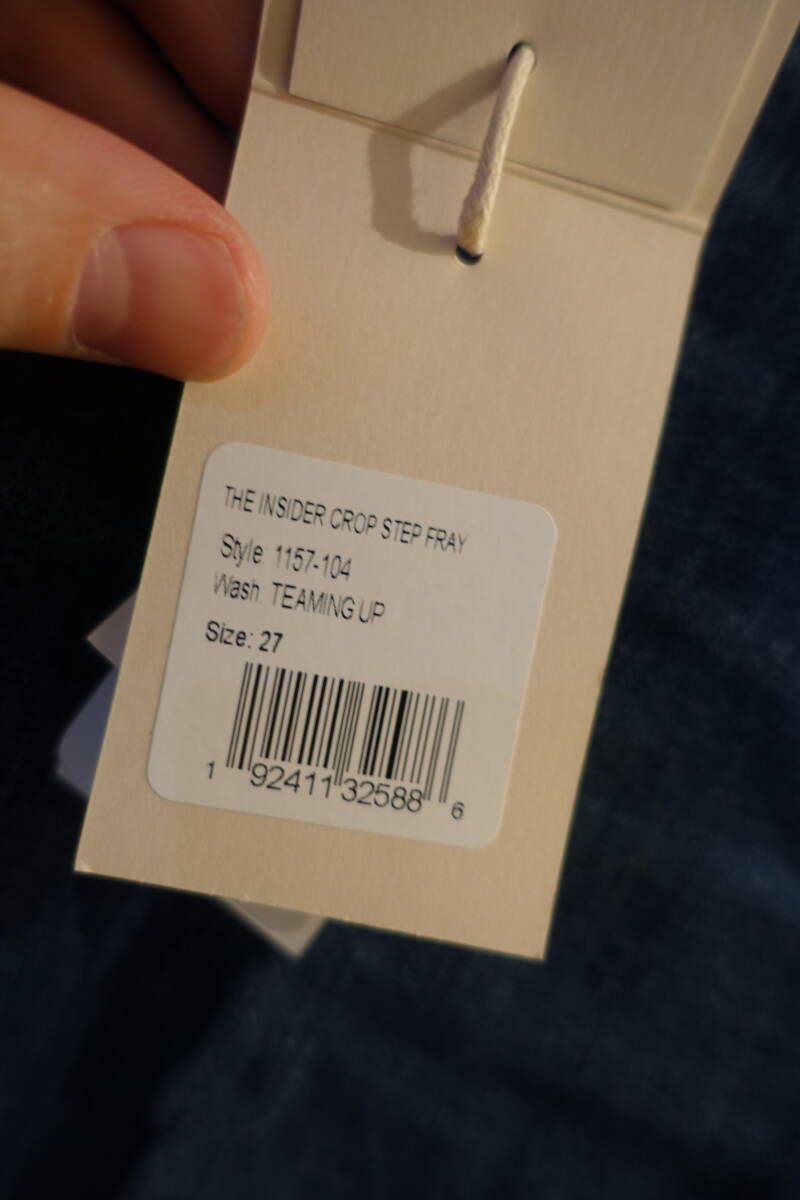 THE INSIDER CROP STEP FRAY
Style 1157-104
Wash. TEAMING UP
Size: 27
1 92411 32588 6